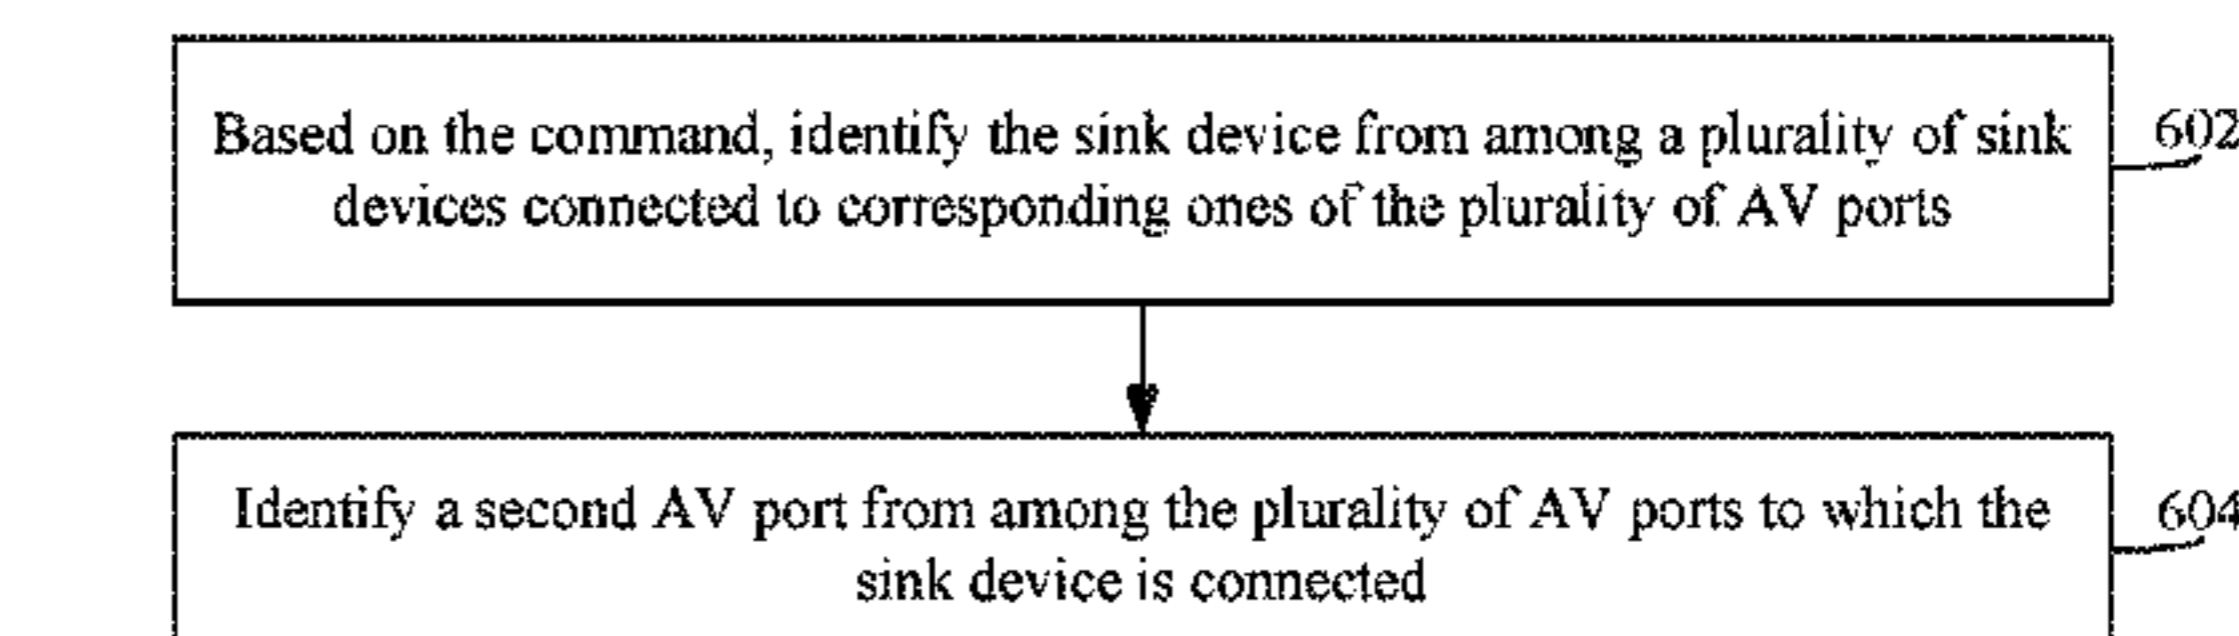 Based on the command, identify the sink device from among a plurality of sink
602
devices connected to corresponding ones of the plurality of AV ports
Identify a second AV port from among the plurality of AV ports to which the
604
sink device is connected